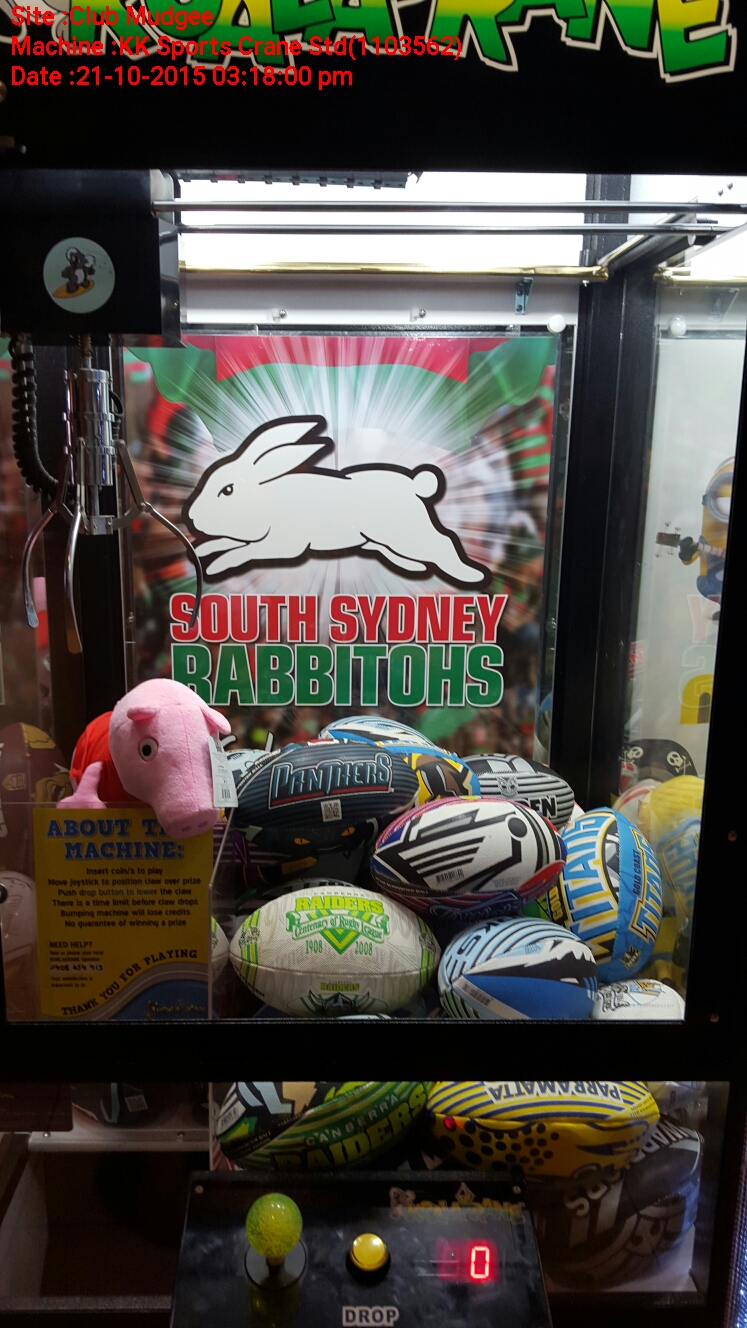 Site :Club Mudgee
Machine :KK Sports Crane Std(1103562)
Date :21-10-2015 03:18:00 pm
SOUTH SYDNEY
RABBITOHS
PANTHERS
ABOUT
MACHINE:
Insert coin/s to play
Move joystick to position claw over prize
Push drop button to lower the claw
There is a time limit before claw drops
Bumping machine will lose credits
No guarantee of winning a prize
NEED HELP?
THANK YOU FOR PLAYING
RAIDERS
Centenary of Rugby League
1908 2008
RAIDERS
TITANS
GOLD COAST
TITANS
CANBERRA
RAIDERS
PARRAMATTA
0
DROP